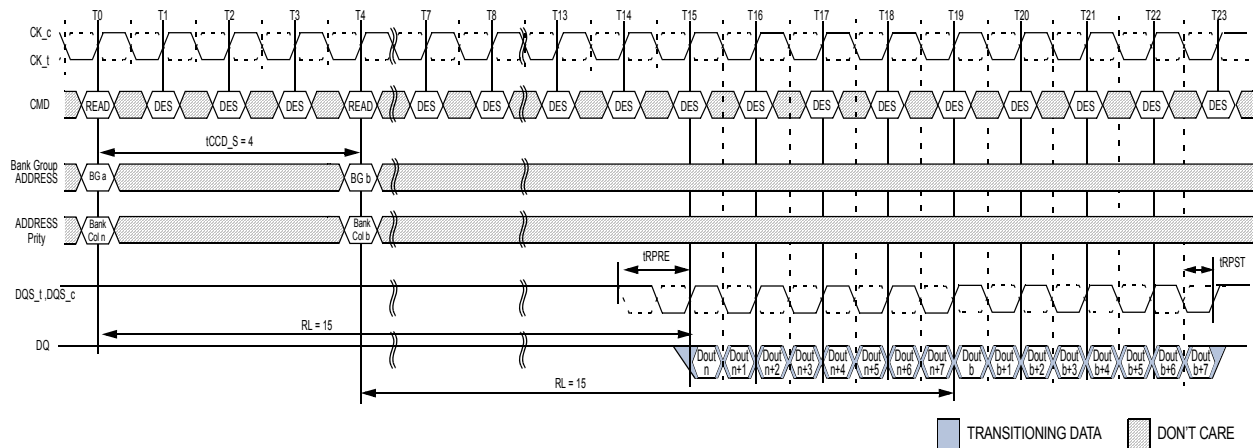 T0 T1 T2 T3 T4 T7 T8 T13 T14 T15 T16 T17 T18 T19 T20 T21 T22 T23
CK_c
CK_t
CMD READ DES DES DES READ DES DES DES DES DES DES DES DES DES DES DES DES DES
tCCD_S = 4
Bank Group
ADDRESS BG a BG b
ADDRESS
Prity
Bank
Col n
Bank
Col b
tRPRE tRPST
DQS_t ,DQS_c
RL = 15
DQ
Dout
n
Dout
n+1
Dout
n+2
Dout
n+3
Dout
n+4
Dout
n+5
Dout
n+6
Dout
n+7
Dout
b
Dout
b+1
Dout
b+2
Dout
b+3
Dout
b+4
Dout
b+5
Dout
b+6
Dout
b+7
RL = 15
TRANSITIONING DATA DON'T CARE